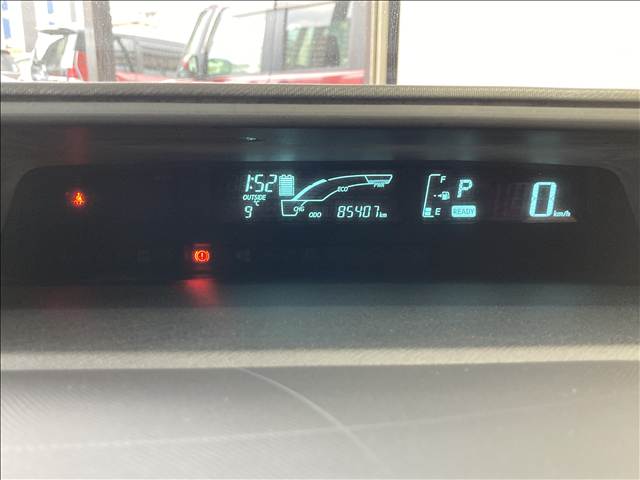 1:52
OUTSIDE
9 °C
ECO
PWR
CHG
ODO 85407 km
F
E
P
READY
0 km/h